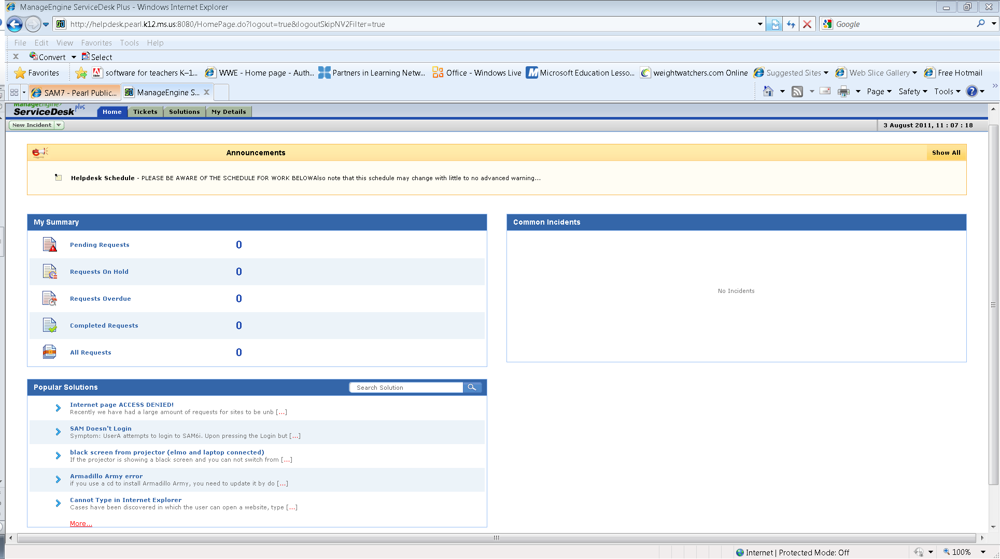 ManageEngine ServiceDesk Plus - Windows Internet Explorer
http://helpdesk.pearl.k12.ms.us:8080/HomePage.do?logout=true&logoutSkipNV2Filter=true
Google
File Edit View Favorites Tools Help
X Convert Select
Favorites software for teachers K–1... WWE - Home page - Auth... Partners in Learning Netw... Office - Windows Live Microsoft Education Lesso... weightwatchers.com Online Suggested Sites Web Slice Gallery Free Hotmail
SAM7 - Pearl Public... ManageEngine S... Page Safety Tools
ManageEngine
ServiceDesk plus Home Tickets Solutions My Details
New Incident 3 August 2011, 11 : 07 : 18
Announcements Show All
Helpdesk Schedule - PLEASE BE AWARE OF THE SCHEDULE FOR WORK BELOWAlso note that this schedule may change with little to no advanced warning...
My Summary
Pending Requests 0
Requests On Hold 0
Requests Overdue 0
Completed Requests 0
All Requests 0
Common Incidents
No Incidents
Popular Solutions Search Solution
Internet page ACCESS DENIED!
Recently we have had a large amount of requests for sites to be unb [...]
SAM Doesn't Login
Symptom: UserA attempts to login to SAM6i. Upon pressing the Login but [...]
black screen from projector (elmo and laptop connected)
If the projector is showing a black screen and you can not switch from [...]
Armadillo Army error
if you use a cd to install Armadillo Army, you need to update it by do [...]
Cannot Type in Internet Explorer
Cases have been discovered in which the user can open a website, type [...]
More...
Internet | Protected Mode: Off 100%